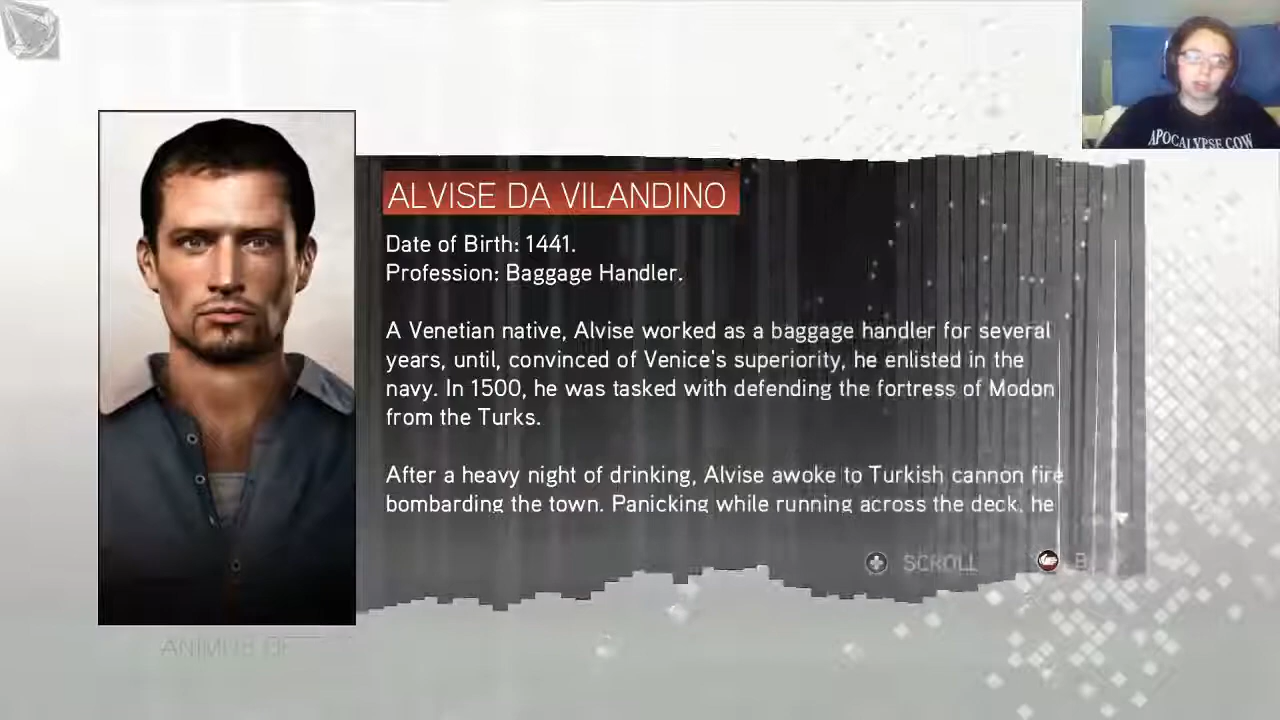 APOCALYPSE COW
ALVISE DA VILANDINO
Date of Birth: 1441.
Profession: Baggage Handler.
A Venetian native, Alvise worked as a baggage handler for several
years, until, convinced of Venice's superiority, he enlisted in the
navy. In 1500, he was tasked with defending the fortress of Modon
from the Turks.
After a heavy night of drinking, Alvise awoke to Turkish cannon fire
bombarding the town. Panicking while running across the deck, he
SCROLL
B